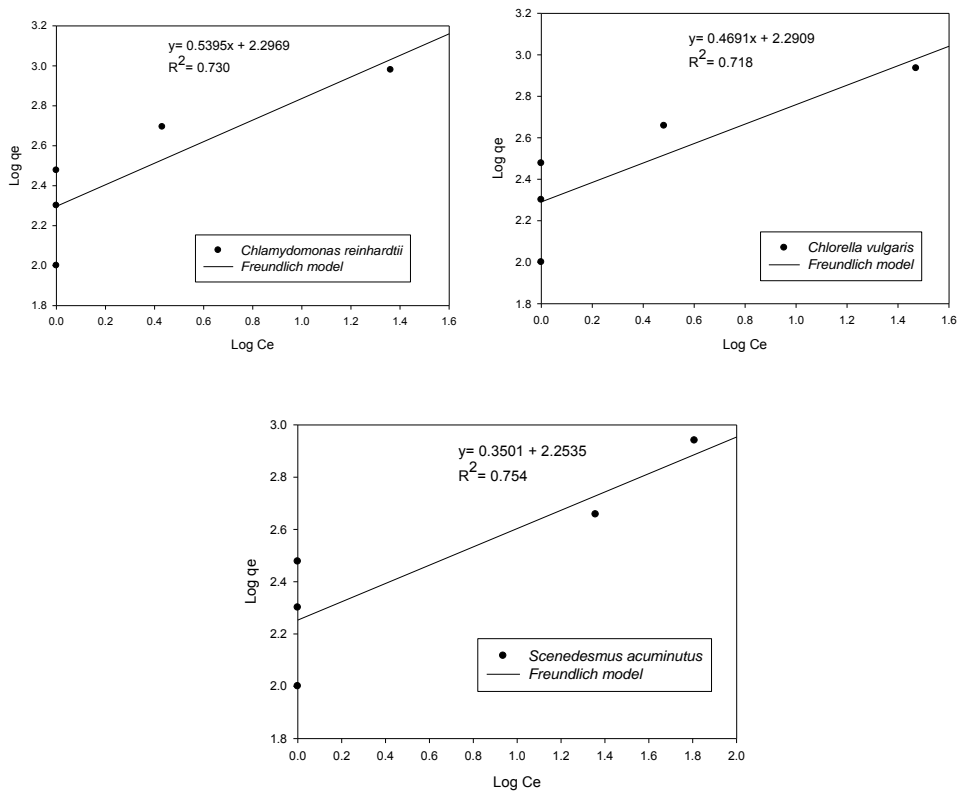 3.2
3.0
2.8
2.6
2.4
2.2
2.0
1.8
Log qe
y= 0.5395x + 2.2969
R2= 0.730
Chlamydomonas reinhardtii
Freundlich model
0.0 0.2 0.4 0.6 0.8 1.0 1.2 1.4 1.6
Log Ce
3.2
3.0
2.8
2.6
2.4
2.2
2.0
1.8
Log qe
y= 0.4691x + 2.2909
R2= 0.718
Chlorella vulgaris
Freundlich model
0.0 0.2 0.4 0.6 0.8 1.0 1.2 1.4 1.6
Log Ce
3.0
2.8
2.6
2.4
2.2
2.0
1.8
Log qe
y= 0.3501 + 2.2535
R2= 0.754
Scenedesmus acuminutus
Freundlich model
0.0 0.2 0.4 0.6 0.8 1.0 1.2 1.4 1.6 1.8 2.0
Log Ce